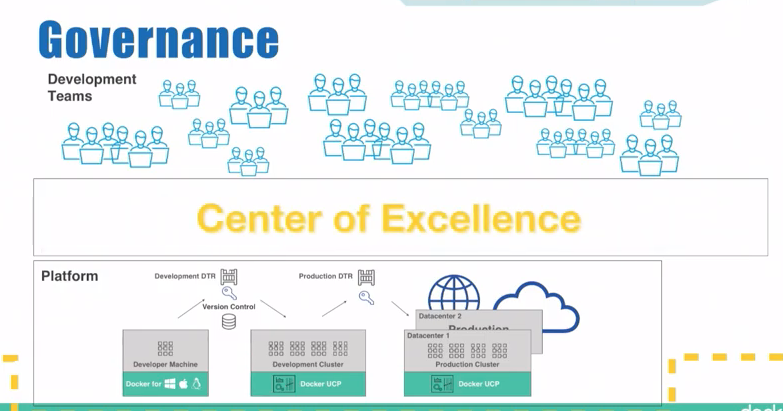 Governance
Development
Teams
Center of Excellence
Platform
Development DTR
Production DTR
Version Control
Datacenter 2
Production
Datacenter 1
Developer Machine
Development Cluster
Production Cluster
Docker for
Docker UCP
Docker UCP